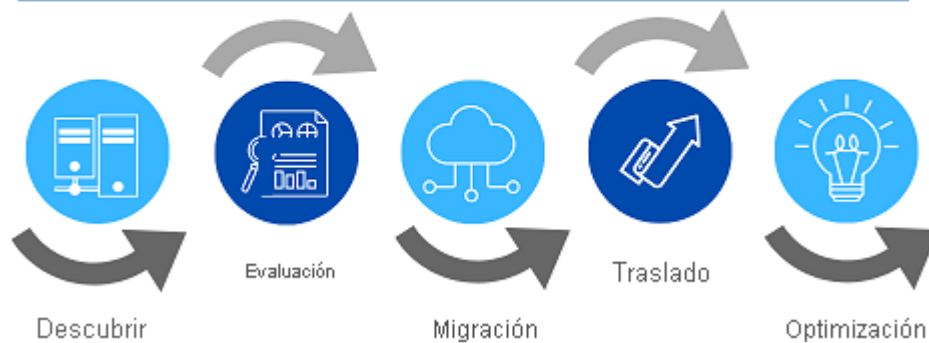 Descubrir
Evaluación
Migración
Traslado
Optimización